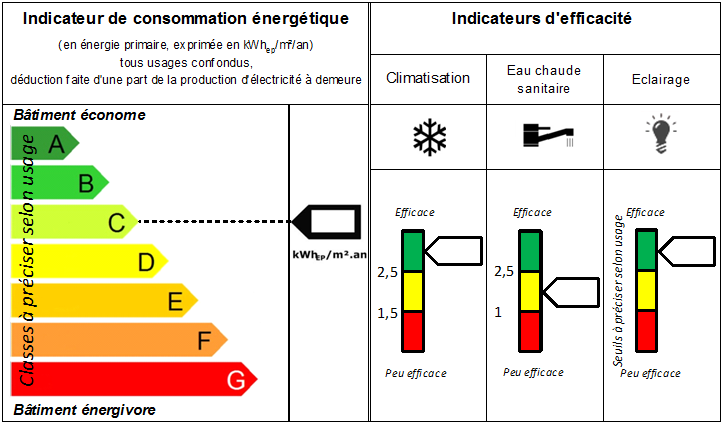 Indicateur de consommation énergétique
(en énergie primaire, exprimée en kWhep/m²/an)
tous usages confondus,
déduction faite d'une part de la production d'électricité à demeure
Indicateurs d'efficacité
Climatisation
Eau chaude
sanitaire
Eclairage
Bâtiment économe
Classes à préciser selon usage
A
B
C
D
E
F
G
Bâtiment énergivore
kWhEP/m².an
Efficace
2,5
1,5
Peu efficace
Efficace
2,5
1
Peu efficace
Efficace
Seuils à préciser selon usage
Peu efficace